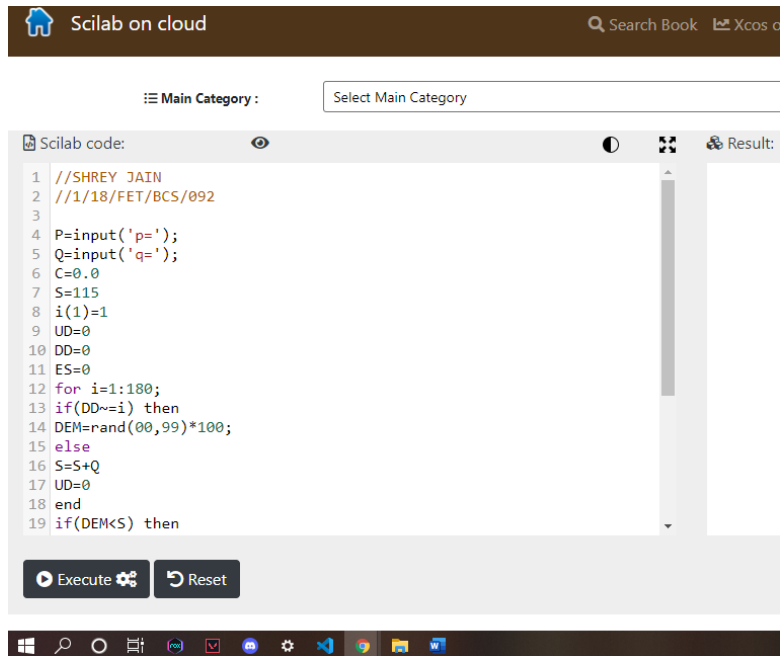 Scilab on cloud
Search Book Xcos o
Main Category :
Select Main Category
Scilab code:
Result:
1 //SHREY JAIN
2 //1/18/FET/BCS/092
3
4 P=input('p=');
5 Q=input('q=');
6 C=0.0
7 S=115
8 i(1)=1
9 UD=0
10 DD=0
11 ES=0
12 for i=1:180;
13 if(DD~=i) then
14 DEM=rand(00,99)*100;
15 else
16 S=S+Q
17 UD=0
18 end
19 if(DEM<S) then
Execute Reset